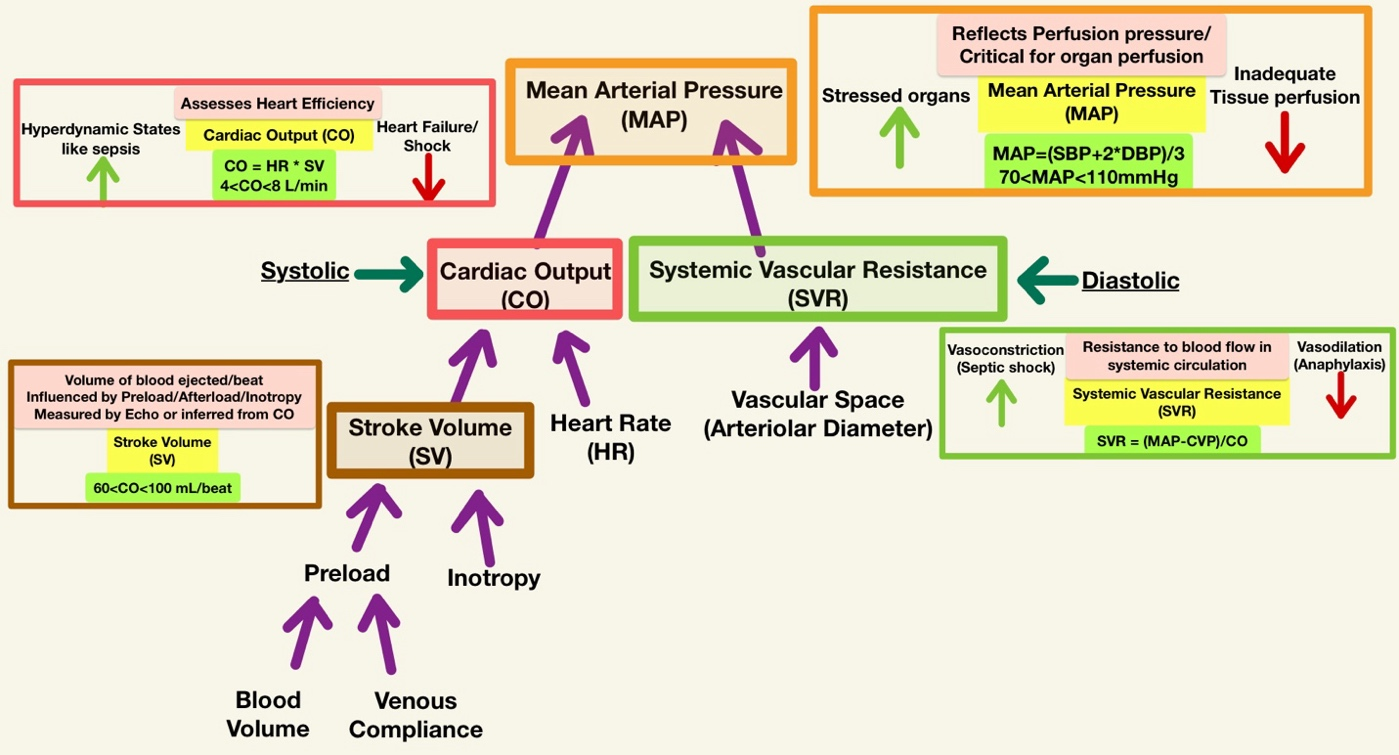 Reflects Perfusion pressure/
Critical for organ perfusion
Stressed organs
Mean Arterial Pressure
(MAP)
Inadequate
Tissue perfusion
MAP=(SBP+2*DBP)/3
70<MAP<110mmHg
Mean Arterial Pressure
(MAP)
Assesses Heart Efficiency
Hyperdynamic States
like sepsis
Cardiac Output (CO)
Heart Failure/
Shock
CO = HR * SV
4<CO<8 L/min
Systolic
Cardiac Output
(CO)
Systemic Vascular Resistance
(SVR)
Diastolic
Vasoconstriction
(Septic shock)
Resistance to blood flow in
systemic circulation
Vasodilation
(Anaphylaxis)
Systemic Vascular Resistance
(SVR)
SVR = (MAP-CVP)/CO
Volume of blood ejected/beat
Influenced by Preload/Afterload/Inotropy
Measured by Echo or inferred from CO
Stroke Volume
(SV)
60<CO<100 mL/beat
Stroke Volume
(SV)
Heart Rate
(HR)
Vascular Space
(Arteriolar Diameter)
Preload
Inotropy
Blood
Volume
Venous
Compliance